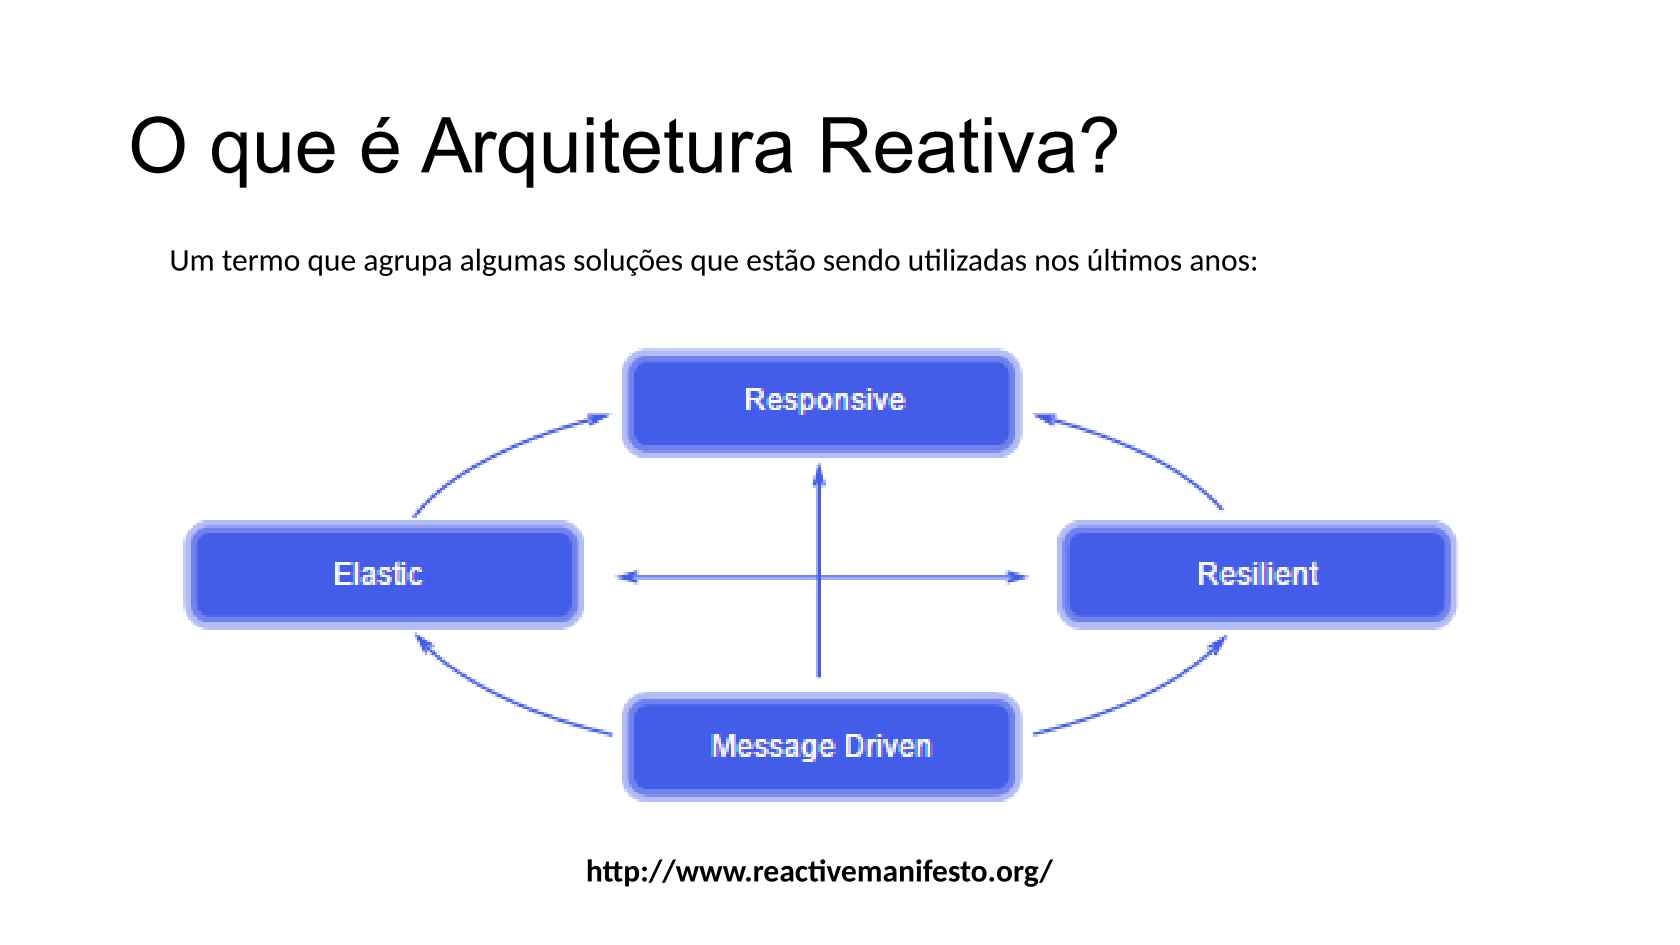 O que é Arquitetura Reativa?
Um termo que agrupa algumas soluções que estão sendo utilizadas nos últimos anos:
Responsive
Elastic
Resilient
Message Driven
http://www.reactivemanifesto.org/